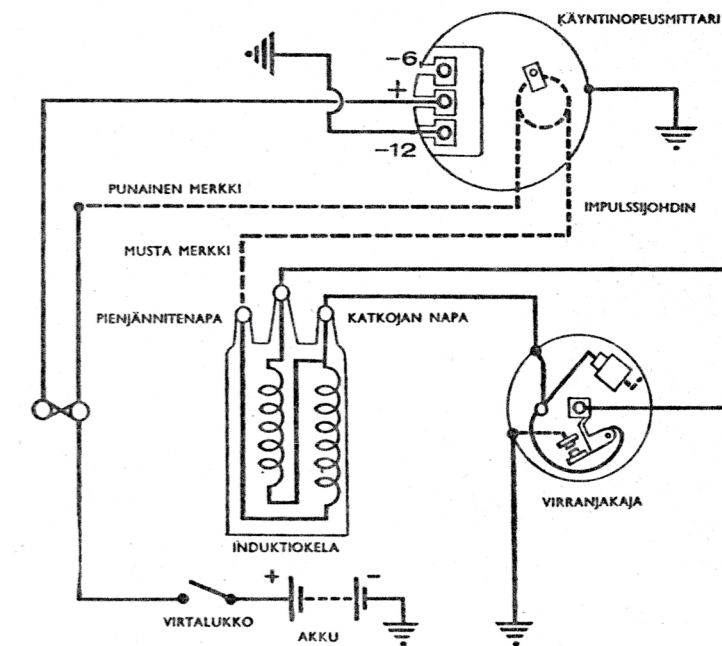 KÄYNTINOPEUSMITTARI
-6
+
-12
PUNAINEN MERKKI
IMPULSSIJOHDIN
MUSTA MERKKI
PIENJÄNNITENAPA
KATKOJAN NAPA
VIRRANJAKAJA
INDUKTIOKELA
+
-
VIRTALUKKO
AKKU